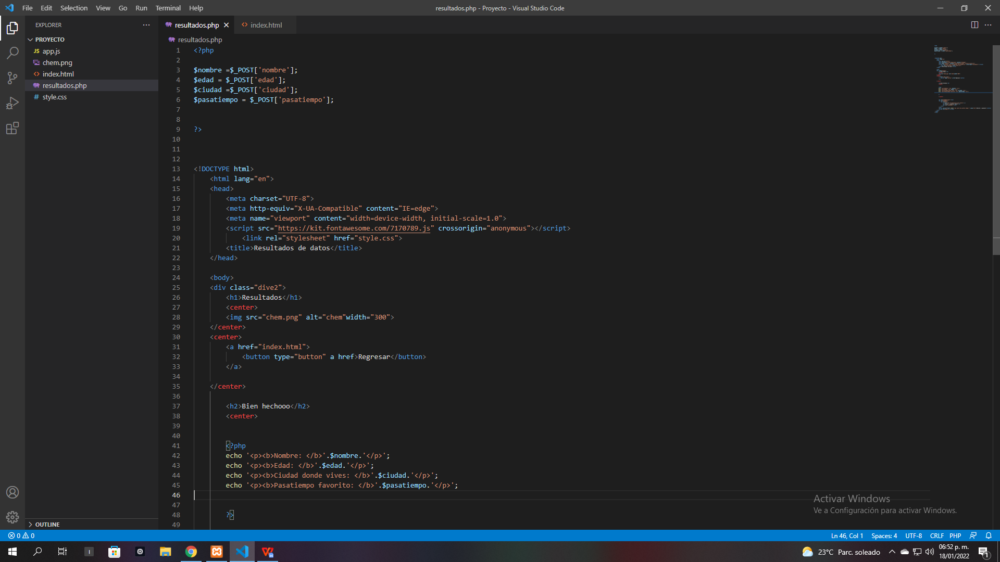 File Edit Selection View Go Run Terminal Help
resultados.php - Proyecto - Visual Studio Code
EXPLORER
PROYECTO
JS app.js
chem.png
<> index.html
resultados.php
# style.css
OUTLINE
resultados.php
<> index.html
resultados.php
1 <?php
2
3 $nombre =$_POST['nombre'];
4 $edad = $_POST['edad'];
5 $ciudad =$_POST['ciudad'];
6 $pasatiempo = $_POST['pasatiempo'];
7
8
9 ?>
10
11
12
13 <!DOCTYPE html>
14 <html lang="en">
15 <head>
16 <meta charset="UTF-8">
17 <meta http-equiv="X-UA-Compatible" content="IE=edge">
18 <meta name="viewport" content="width=device-width, initial-scale=1.0">
19 <script src="https://kit.fontawesome.com/7170789.js" crossorigin="anonymous"></script>
20 <link rel="stylesheet" href="style.css">
21 <title>Resultados de datos</title>
22 </head>
23
24 <body>
25 <div class="dive2">
26 <h1>Resultados</h1>
27 <center>
28 <img src="chem.png" alt="chem"width="300">
29 </center>
30 <center>
31 <a href="index.html">
32 <button type="button" a href>Regresar</button>
33 </a>
34
35 </center>
36
37 <h2>Bien hechooo</h2>
38 <center>
39
40
41 <?php
42 echo '<p><b>Nombre: </b>'.$nombre.'</p>';
43 echo '<p><b>Edad: </b>'.$edad.'</p>';
44 echo '<p><b>Ciudad donde vives: </b>'.$ciudad.'</p>';
45 echo '<p><b>Pasatiempo favorito: </b>'.$pasatiempo.'</p>';
46
47
48 ?>
49
Activar Windows
Ve a Configuración para activar Windows.
0 0
Ln 46, Col 1 Spaces: 4 UTF-8 CRLF PHP
23°C Parc. soleado
06:52 p. m.
18/01/2022
1